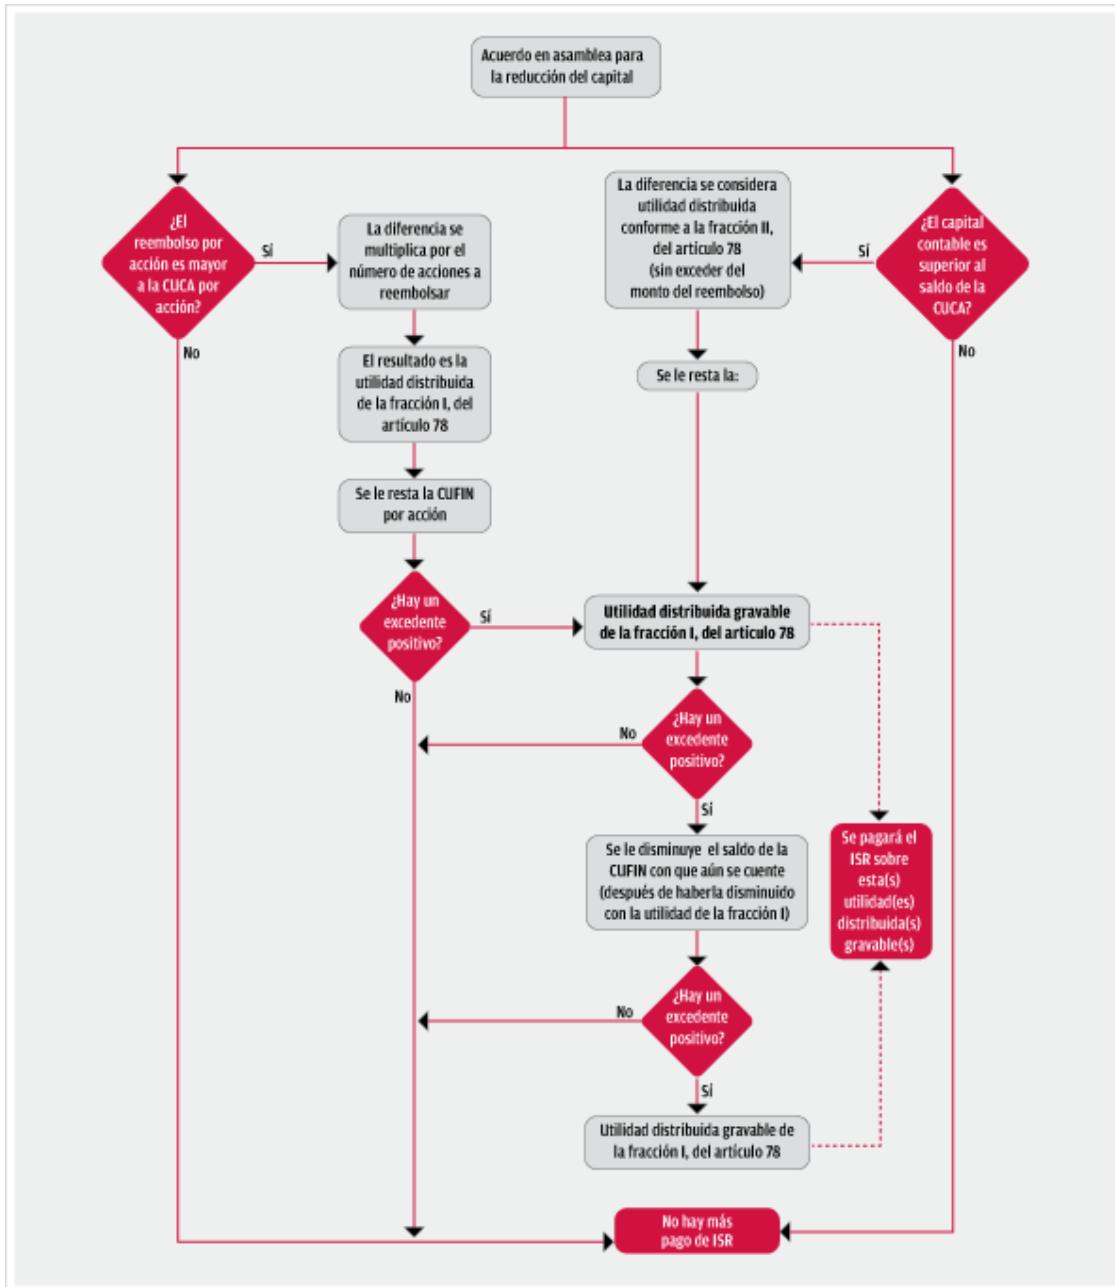 Acuerdo en asamblea para
la reducción del capital
¿El
reembolso por
acción es mayor
a la CUCA por
acción?
Sí
No
La diferencia se
multiplica por el
número de acciones a
reembolsar
El resultado es la
utilidad distribuida
de la fracción I, del
artículo 78
Se le resta la CUFIN
por acción
¿Hay un
excedente
positivo?
Sí
No
La diferencia se considera
utilidad distribuida
conforme a la fracción II,
del artículo 78
(sin exceder del
monto del reembolso)
Sí
¿El capital
contable es
superior al
saldo de la
CUCA?
No
Se le resta la:
Utilidad distribuida gravable
de la fracción I, del articulo 78
¿Hay un
excedente
positivo?
No
Sí
Se le disminuye el saldo de la
CUFIN con que aún se cuente
(después de haberla disminuido
con la utilidad de la fracción I)
¿Hay un
excedente
positivo?
No
Sí
Utilidad distribuida gravable de
la fracción I, del artículo 78
Se pagará el
ISR sobre
esta(s)
utilidad(es)
distribuida(s)
gravable(s)
No hay más
pago de ISR